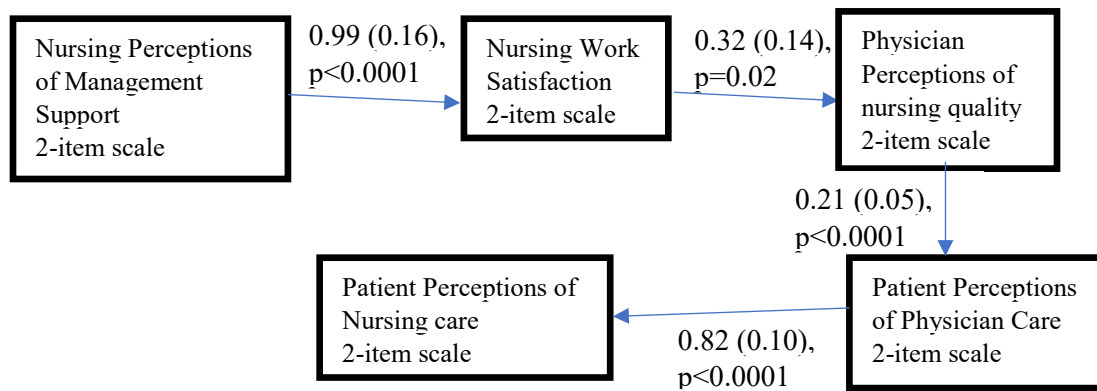 Nursing Perceptions
of Management
Support
2-item scale
0.99 (0.16),
p<0.0001
Nursing Work
Satisfaction
2-item scale
0.32 (0.14),
p=0.02
Physician
Perceptions of
nursing quality
2-item scale
0.21 (0.05),
p<0.0001
Patient Perceptions
of Physician Care
2-item scale
0.82 (0.10),
p<0.0001
Patient Perceptions of
Nursing care
2-item scale